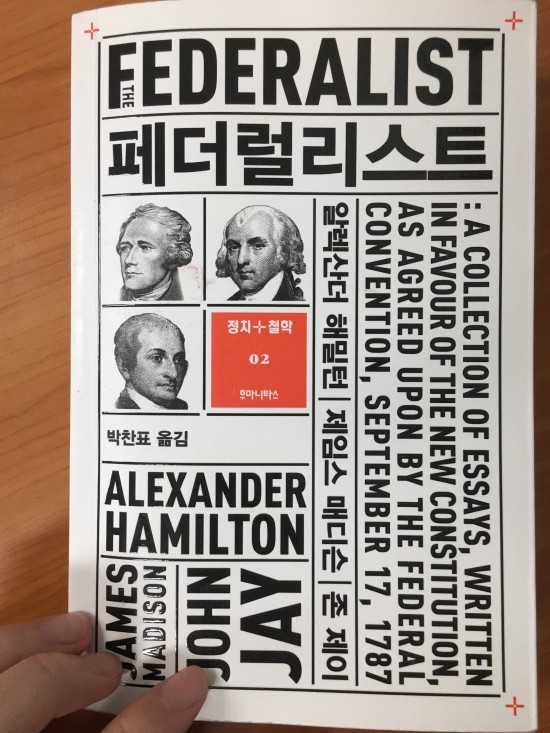 THE FEDERALIST
페더럴리스트
: A COLLECTION OF ESSAYS, WRITTEN
IN FAVOUR OF THE NEW CONSTITUTION,
AS AGREED UPON BY THE FEDERAL
CONVENTION, SEPTEMBER 17, 1787
알렉산더 해밀턴 | 제임스 매디슨 | 존 제이
정치+철학
02
후마니타스
박찬표 옮김
ALEXANDER
HAMILTON
JAMES
MADISON
JOHN
JAY